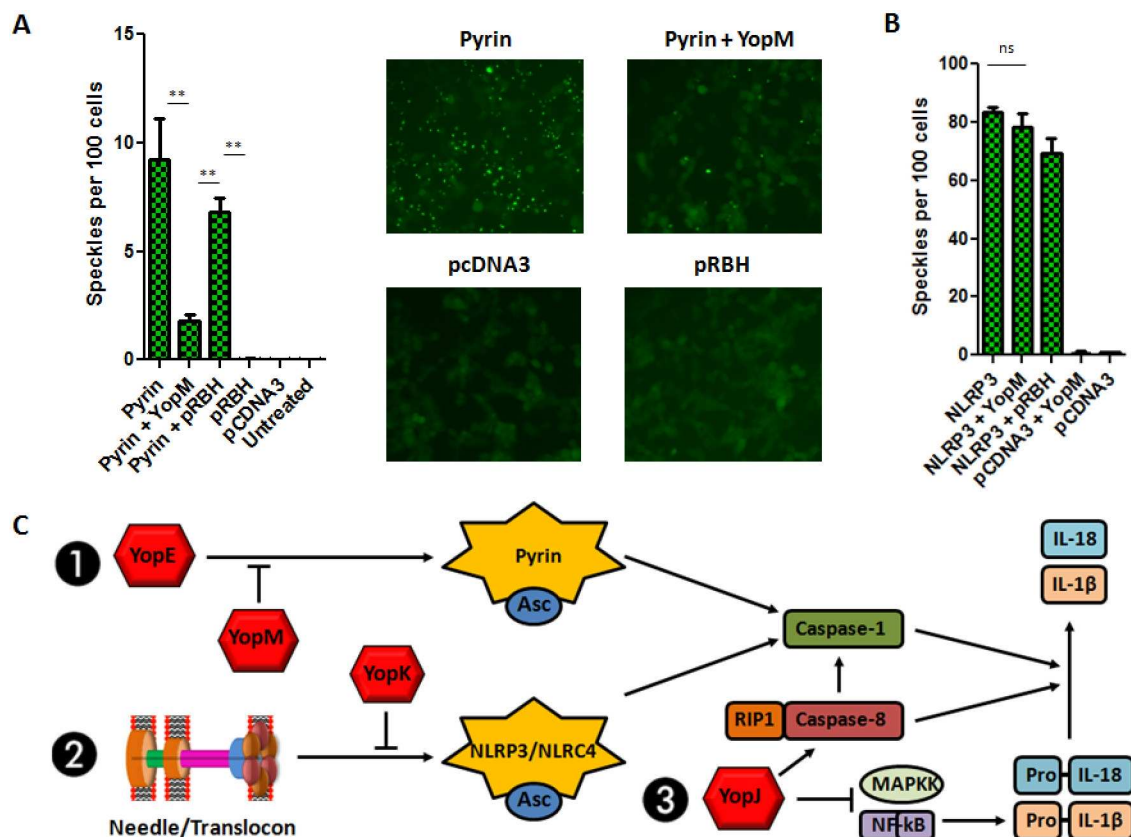 A
Speckles per 100 cells
15
10
5
0
**
**
**
Pyrin
Pyrin + YopM
Pyrin + pRBH
pRBH
pCDNA3
Untreated
Pyrin
Pyrin + YopM
pcDNA3
pRBH
B
Speckles per 100 cells
100
80
60
40
20
0
ns
NLRP3
NLRP3 + YopM
NLRP3 + pRBH
pCDNA3 + YopM
pCDNA3
C
1
YopE
YopM
Pyrin
Asc
2
Needle/Translocon
YopK
NLRP3/NLRC4
Asc
Caspase-1
RIP1
Caspase-8
3
YopJ
MAPKK
NF-kB
IL-18
IL-1β
Pro
IL-18
Pro
IL-1β